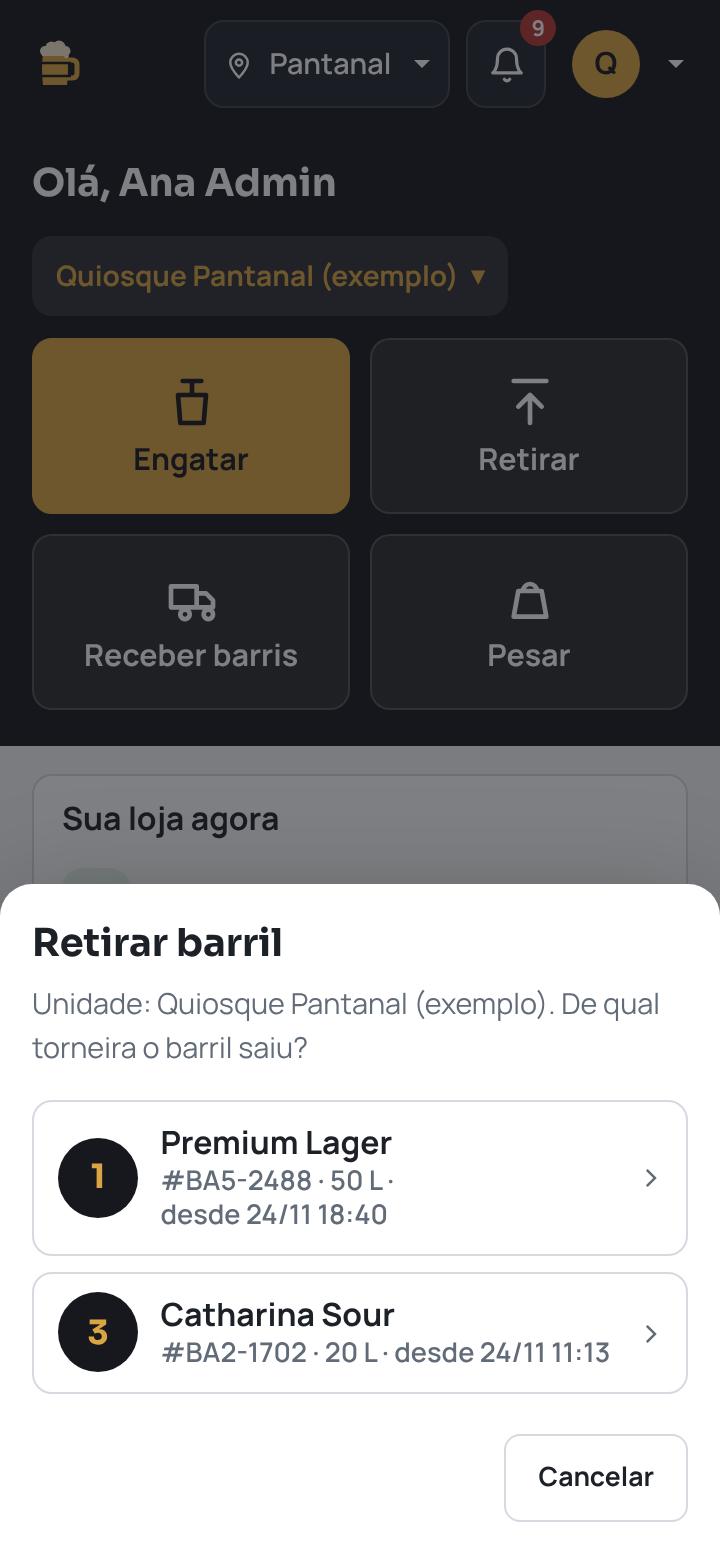 Pantanal
9
Q
Olá, Ana Admin
Quiosque Pantanal (exemplo) ▼
Engatar
Retirar
Receber barris
Pesar
Sua loja agora
Retirar barril
Unidade: Quiosque Pantanal (exemplo). De qual
torneira o barril saiu?
1
Premium Lager
#BA5-2488 · 50 L ·
desde 24/11 18:40
3
Catharina Sour
#BA2-1702 · 20 L · desde 24/11 11:13
Cancelar